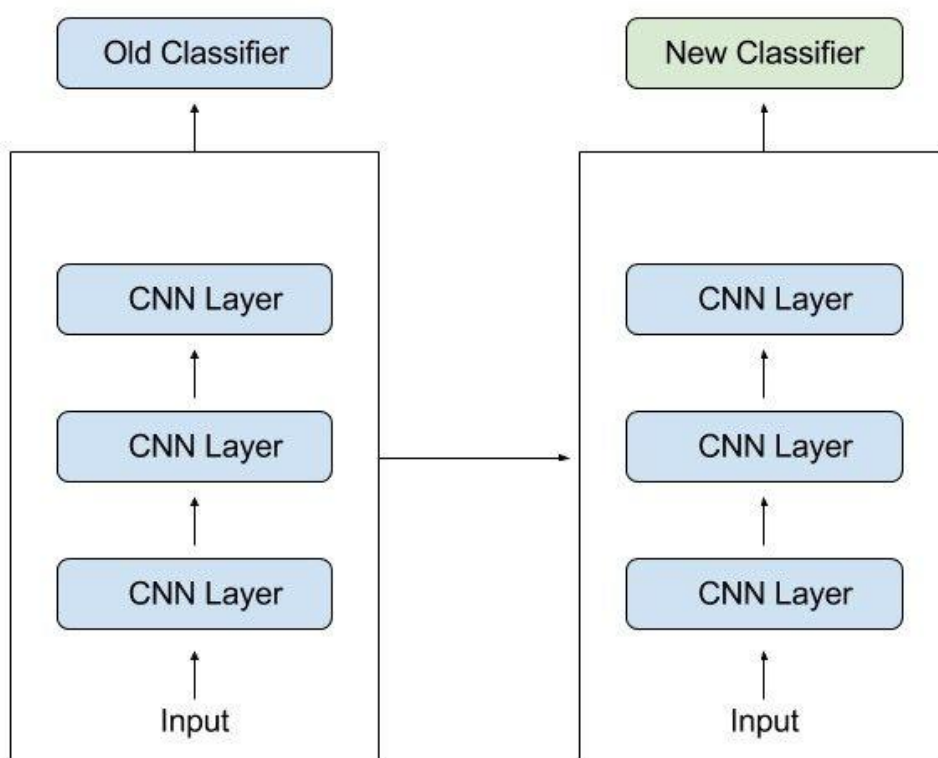 Old Classifier
New Classifier
CNN Layer
CNN Layer
CNN Layer
CNN Layer
CNN Layer
CNN Layer
Input
Input